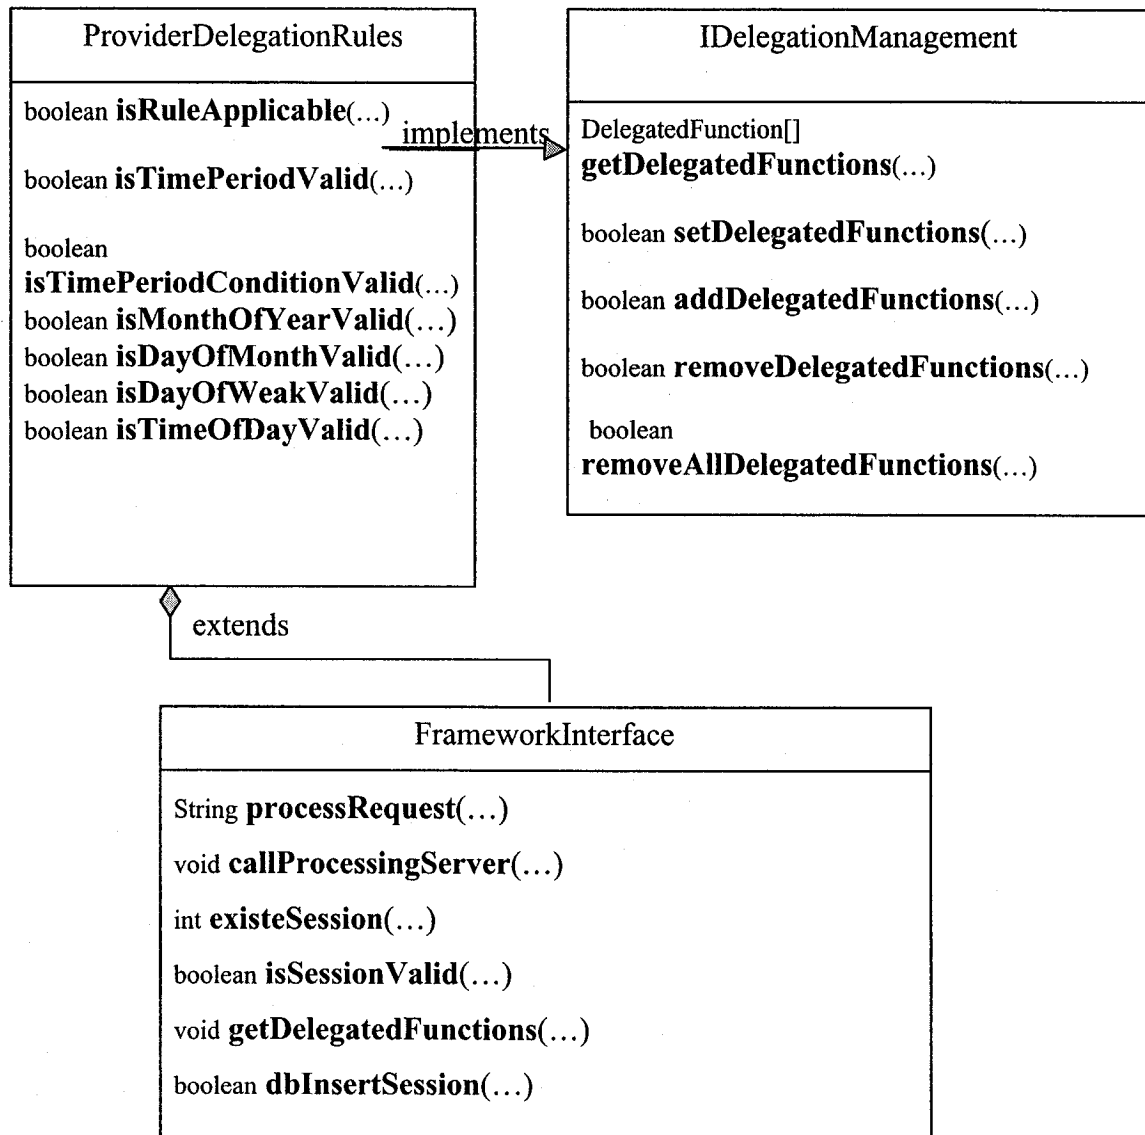 ProviderDelegationRules
boolean isRuleApplicable(...)
boolean isTimePeriodValid(...)
boolean
isTimePeriodConditionValid(...)
boolean isMonthOfYearValid(...)
boolean isDayOfMonthValid(...)
boolean isDayOfWeakValid(...)
boolean isTimeOfDayValid(...)
implements
IDelegationManagement
DelegatedFunction[]
getDelegatedFunctions(...)
boolean setDelegatedFunctions(...)
boolean addDelegatedFunctions(...)
boolean removeDelegatedFunctions(...)
boolean
removeAllDelegatedFunctions(...)
extends
FrameworkInterface
String processRequest(...)
void callProcessingServer(...)
int existeSession(...)
boolean isSessionValid(...)
void getDelegatedFunctions(...)
boolean dbInsertSession(...)